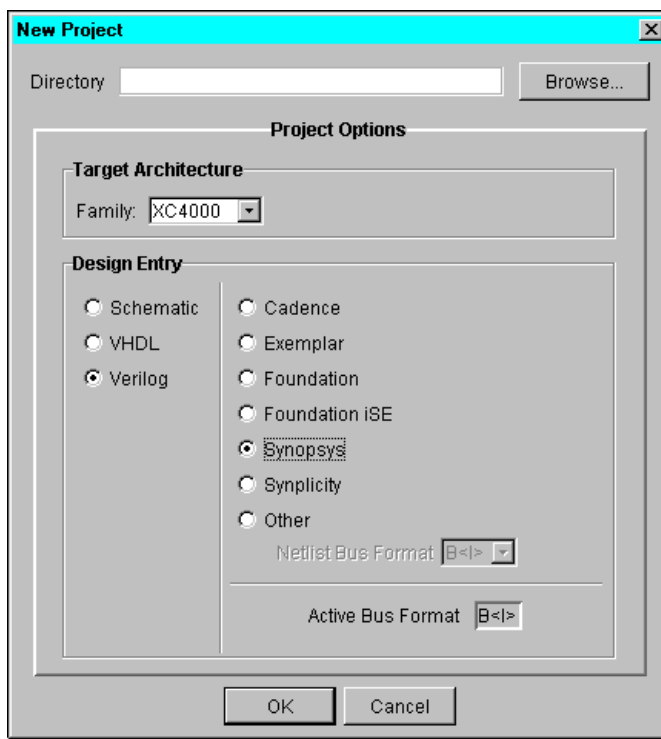 New Project
Directory
Browse...
Project Options
Target Architecture
Family: XC4000
Design Entry
Schematic
VHDL
Verilog
Cadence
Exemplar
Foundation
Foundation iSE
Synopsys
Synplicity
Other
Netlist Bus Format B<I>
Active Bus Format B<I>
OK
Cancel